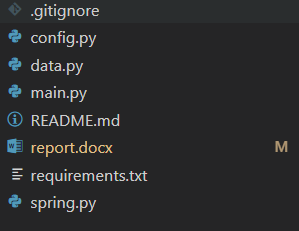 .gitignore
config.py
data.py
main.py
README.md
report.docx M
requirements.txt
spring.py